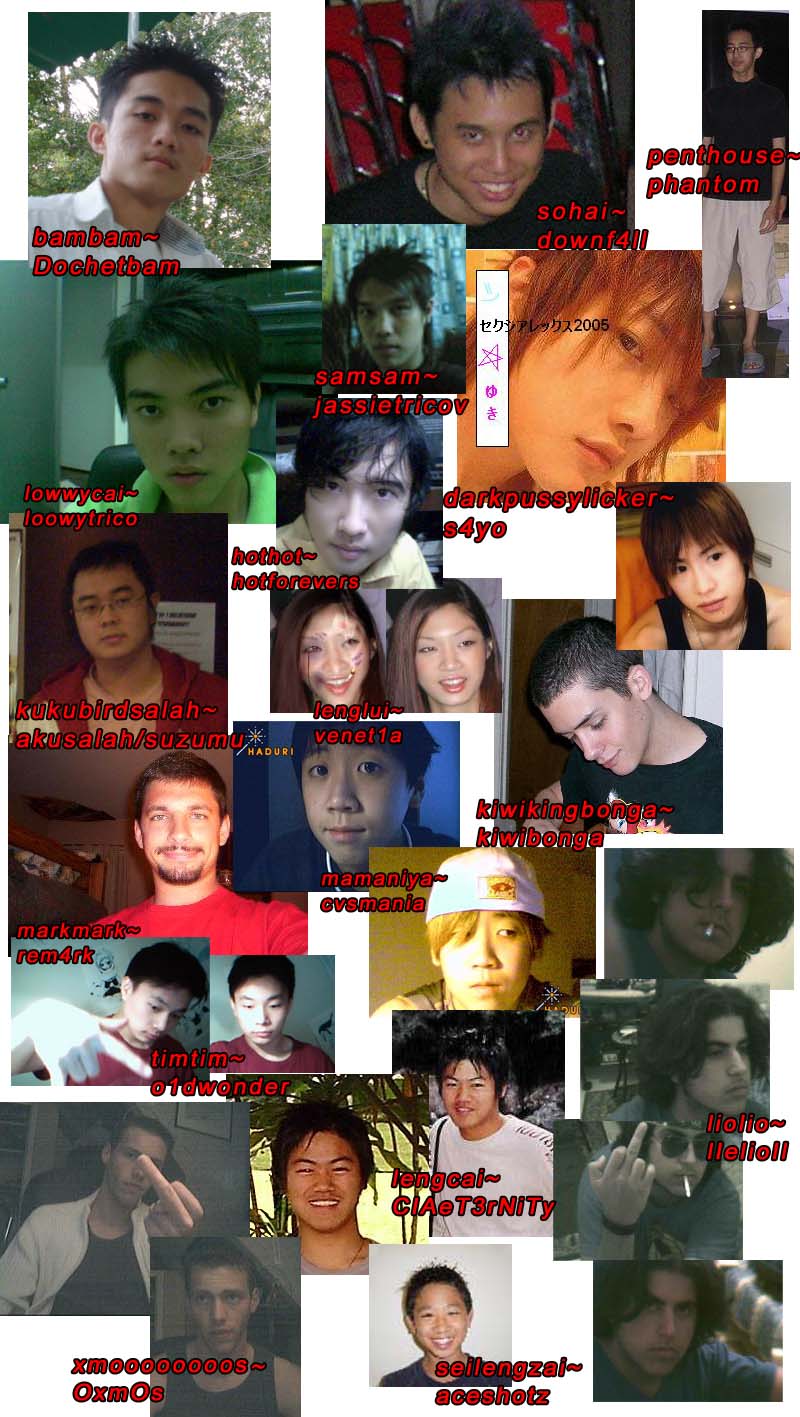 bambam~
Dochetbam
sohai~
downf4ll
penthouse~
phantom
セクシアレックス2005
ゆき
samsam~
jassietricov
lowwycai~
loowytrico
darkpussylicker~
s4yo
hothot~
hotforevers
kukubirdsalah~
akusalah/suzumu
lenglui~
venet1a
HADURI
kiwikingbonga~
kiwibonga
mamaniya~
cvsmania
markmark~
rem4rk
HADURI
timtim~
o1dwonder
liolio~
llelioll
lengcai~
ClAeT3rNiTy
xmoooooooos~
OxmOs
seilengzai~
aceshotz